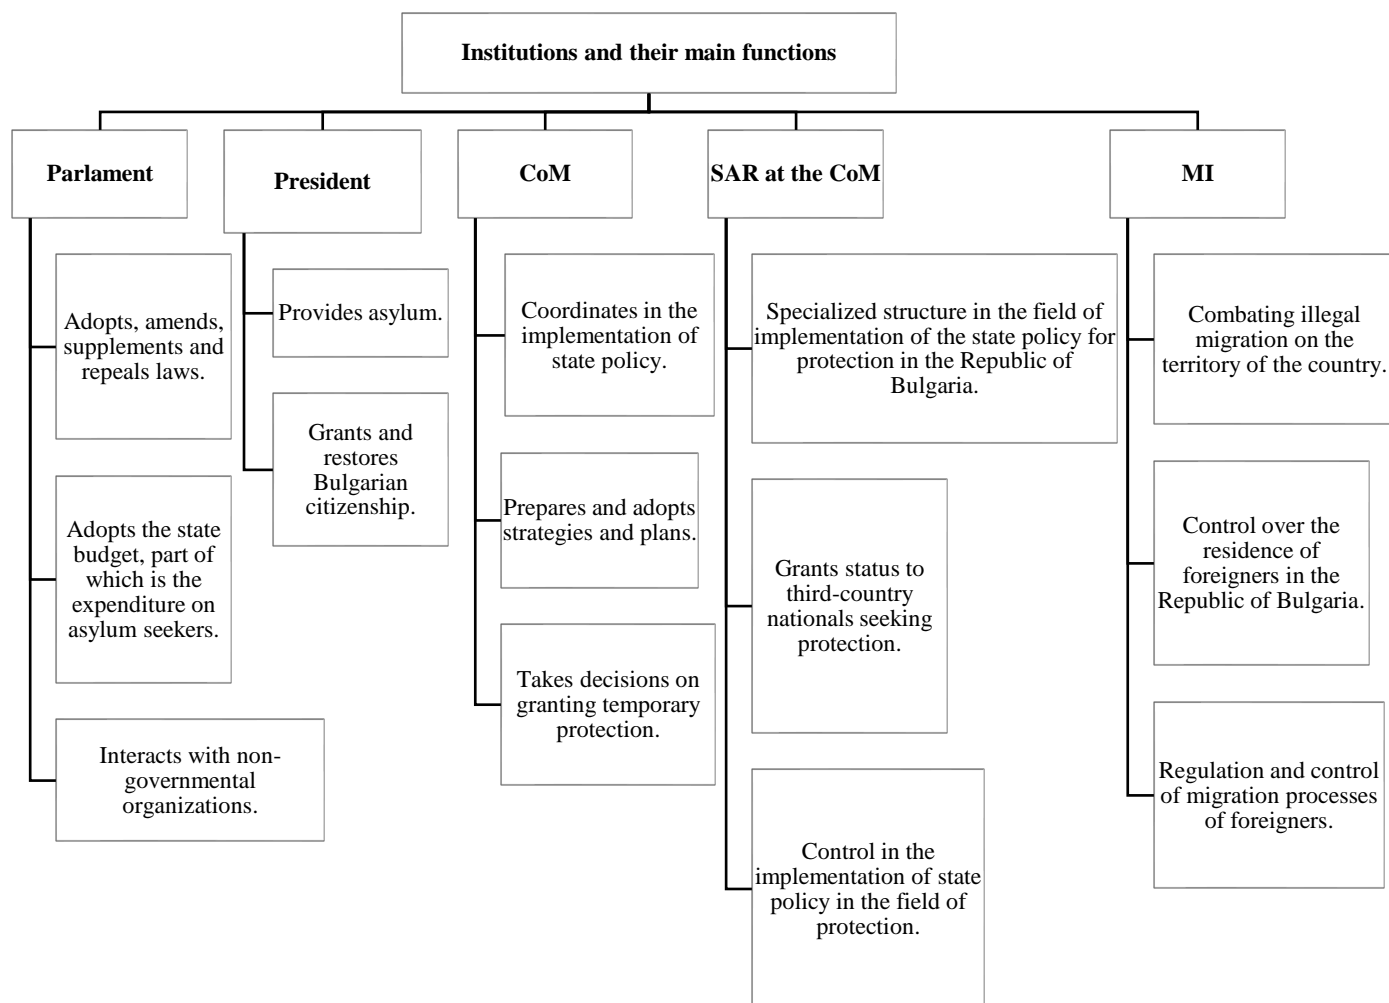 Institutions and their main functions
Parlament
Adopts, amends,
supplements and
repeals laws.
Adopts the state
budget, part of
which is the
expenditure on
asylum seekers.
Interacts with non-
governmental
organizations.
President
Provides asylum.
Grants and
restores
Bulgarian
citizenship.
CoM
Coordinates in the
implementation of
state policy.
Prepares and adopts
strategies and plans.
Takes decisions on
granting temporary
protection.
SAR at the CoM
Specialized structure in the field of
implementation of the state policy for
protection in the Republic of
Bulgaria.
Grants status to
third-country
nationals seeking
protection.
Control in the
implementation of state
policy in the field of
protection.
MI
Combating illegal
migration on the
territory of the country.
Control over the
residence of
foreigners in the
Republic of Bulgaria.
Regulation and control
of migration processes
of foreigners.